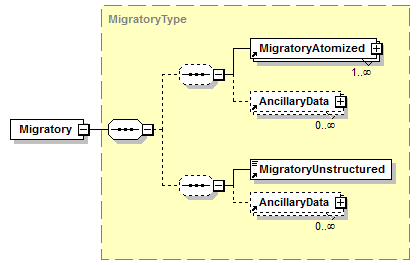 MigratoryType
MigratoryAtomized
1..∞
AncillaryData
0..∞
Migratory
MigratoryUnstructured
AncillaryData
0..∞